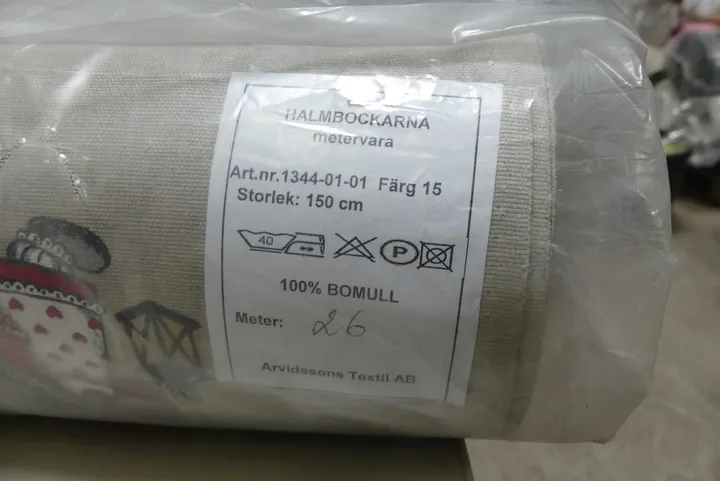 HALMBOCKARNA
metervara
Art.nr.1344-01-01 Färg 15
Storlek: 150 cm
40
P
100% BOMULL
Meter: 26
Arvidssons Textil AB